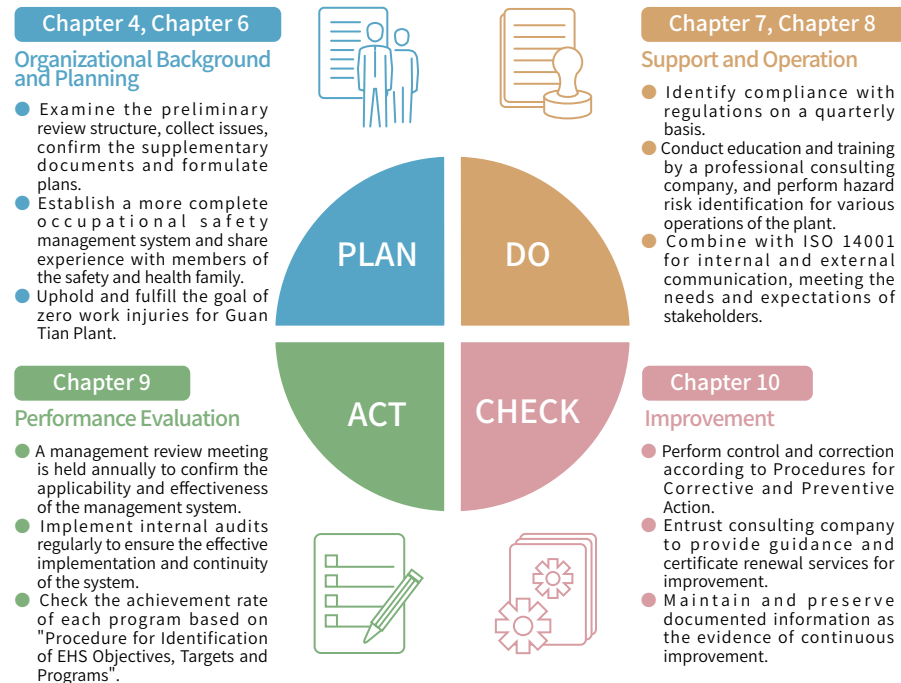 Chapter 4, Chapter 6
Organizational Background
and Planning
● Examine the preliminary
review structure, collect issues,
confirm the supplementary
documents and formulate
plans.
● Establish a more complete
occupational safety
management system and share
experience with members of
the safety and health family.
● Uphold and fulfill the goal of
zero work injuries for Guan
Tian Plant.
Chapter 7, Chapter 8
Support and Operation
● Identify compliance with
regulations on a quarterly
basis.
● Conduct education and training
by a professional consulting
company, and perform hazard
risk identification for various
operations of the plant.
● Combine with ISO 14001
for internal and external
communication, meeting the
needs and expectations of
stakeholders.
PLAN
DO
ACT
CHECK
Chapter 9
Performance Evaluation
● A management review meeting
is held annually to confirm the
applicability and effectiveness
of the management system.
● Implement internal audits
regularly to ensure the effective
implementation and continuity
of the system.
● Check the achievement rate
of each program based on
"Procedure for Identification
of EHS Objectives, Targets and
Programs".
Chapter 10
Improvement
● Perform control and correction
according to Procedures for
Corrective and Preventive
Action.
● Entrust consulting company
to provide guidance and
certificate renewal services for
improvement.
● Maintain and preserve
documented information as
the evidence of continuous
improvement.